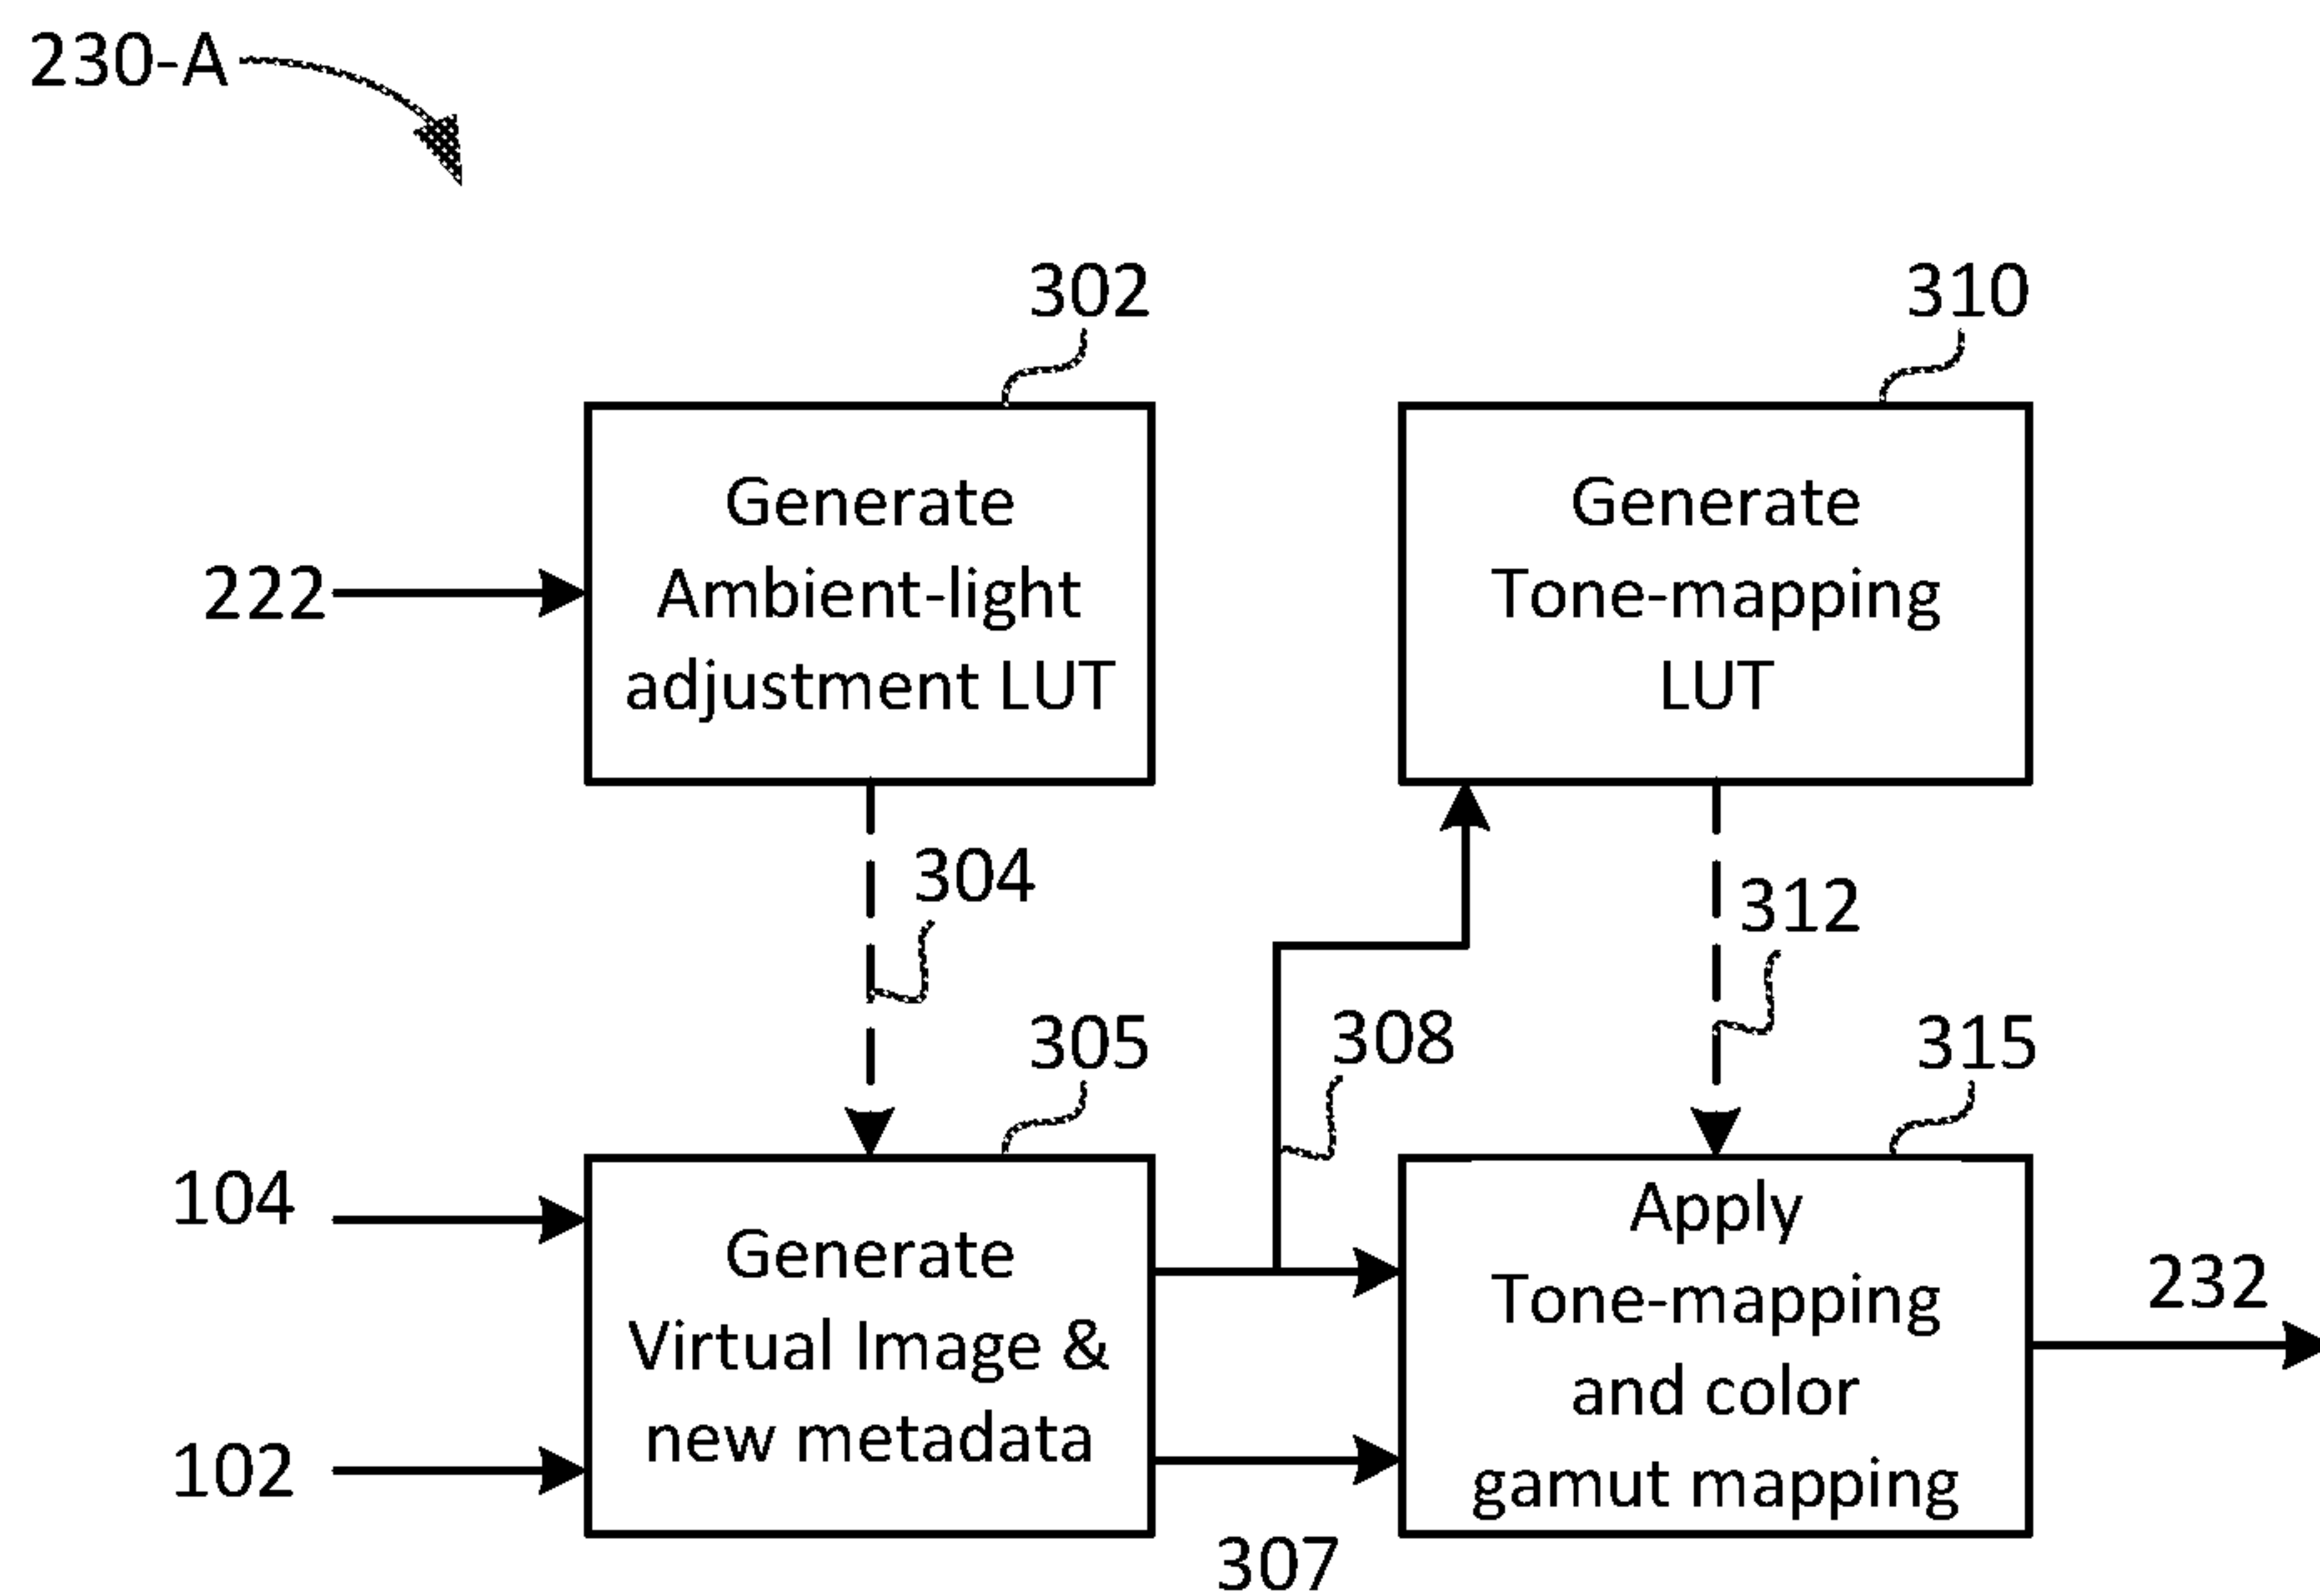 230-A
302
310
Generate
Ambient-light
adjustment LUT
Generate
Tone-mapping
LUT
222
304
312
305
308
315
104
102
Generate
Virtual Image &
new metadata
Apply
Tone-mapping
and color
gamut mapping
232
307